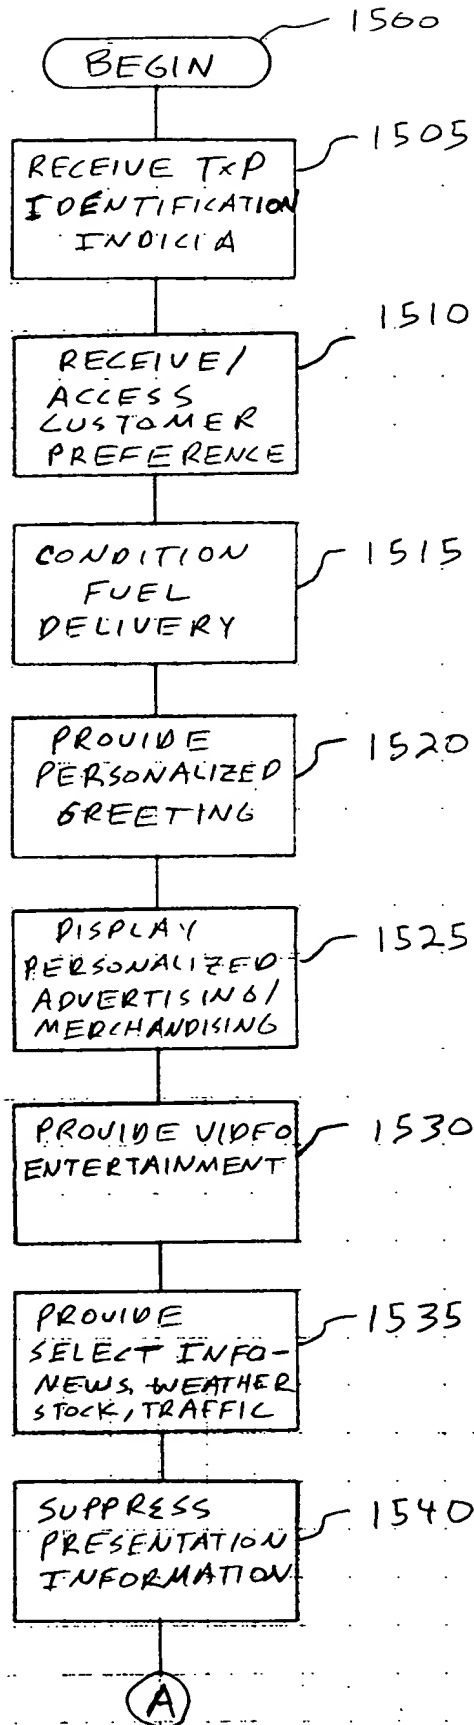 1500
BEGIN
1505
RECEIVE TxP
IDENTIFICATION
INDICIA
1510
RECEIVE/
ACCESS
CUSTOMER
PREFERENCE
1515
CONDITION
FUEL
DELIVERY
1520
PROVIDE
PERSONALIZED
GREETING
1525
DISPLAY
PERSONALIZED
ADVERTISING/
MERCHANDISING
1530
PROVIDE VIDEO
ENTERTAINMENT
1535
PROVIDE
SELECT INFO-
NEWS, WEATHER
STOCK, TRAFFIC
1540
SUPPRESS
PRESENTATION
INFORMATION
A